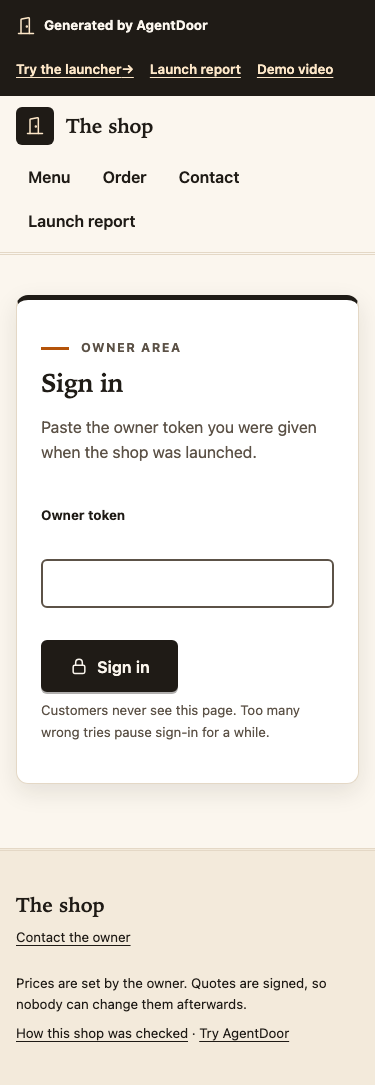 Generated by AgentDoor
Try the launcher→ Launch report Demo video
The shop
Menu Order Contact
Launch report
OWNER AREA
Sign in
Paste the owner token you were given
when the shop was launched.
Owner token
Sign in
Customers never see this page. Too many
wrong tries pause sign-in for a while.
The shop
Contact the owner
Prices are set by the owner. Quotes are signed, so
nobody can change them afterwards.
How this shop was checked · Try AgentDoor